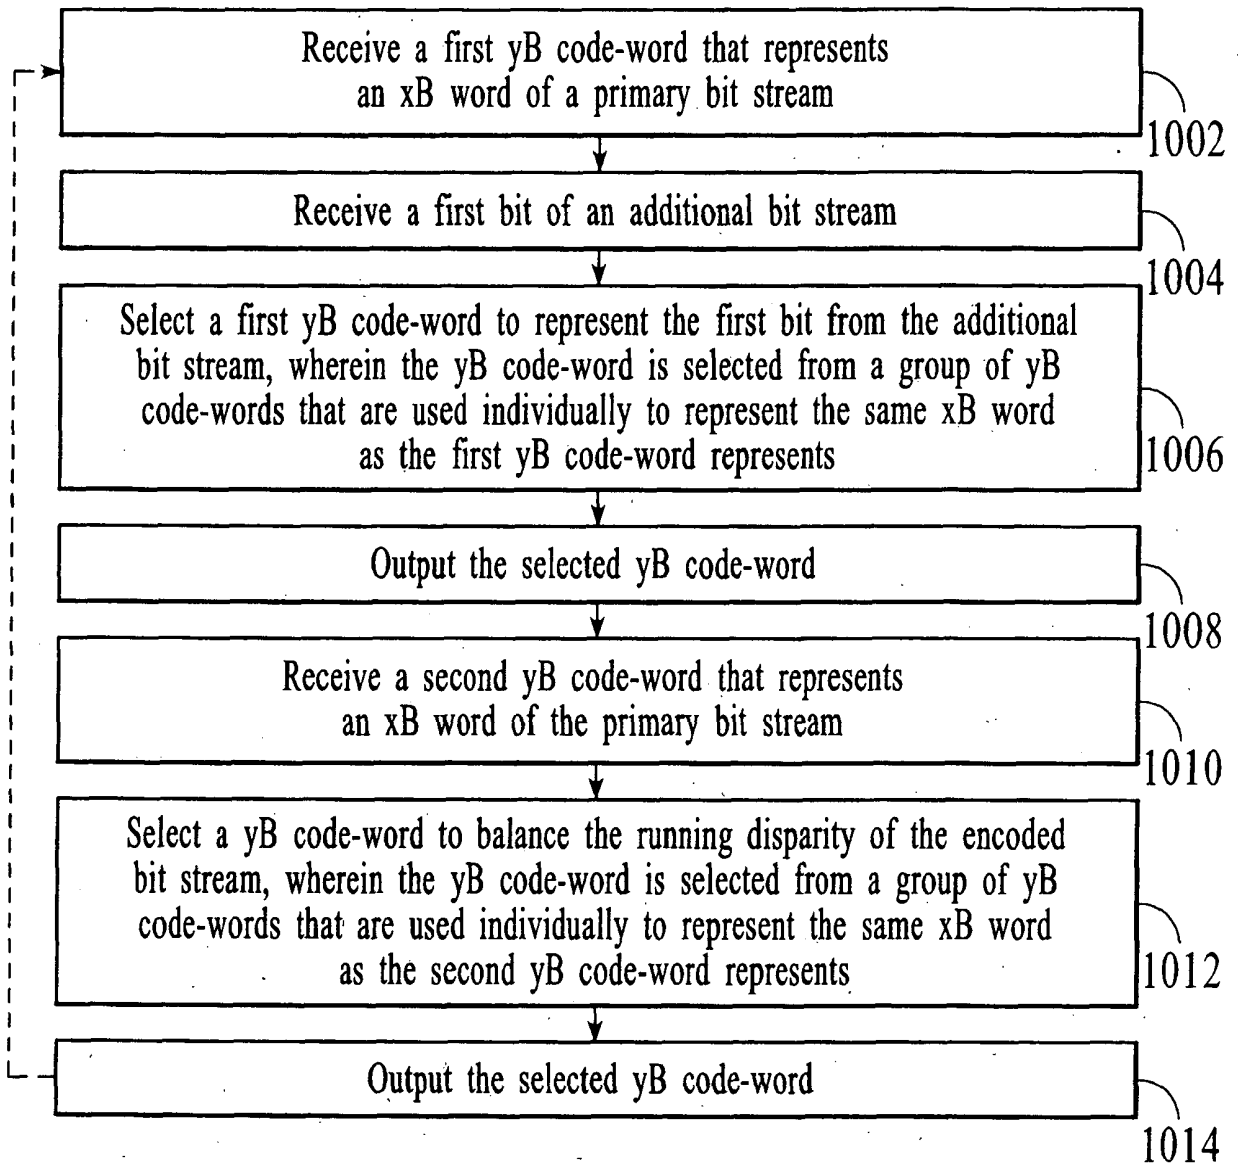 Receive a first yB code-word that represents
an xB word of a primary bit stream
1002
Receive a first bit of an additional bit stream
1004
Select a first yB code-word to represent the first bit from the additional
bit stream, wherein the yB code-word is selected from a group of yB
code-words that are used individually to represent the same xB word
as the first yB code-word represents
1006
Output the selected yB code-word
1008
Receive a second yB code-word that represents
an xB word of the primary bit stream
1010
Select a yB code-word to balance the running disparity of the encoded
bit stream, wherein the yB code-word is selected from a group of yB
code-words that are used individually to represent the same xB word
as the second yB code-word represents
1012
Output the selected yB code-word
1014